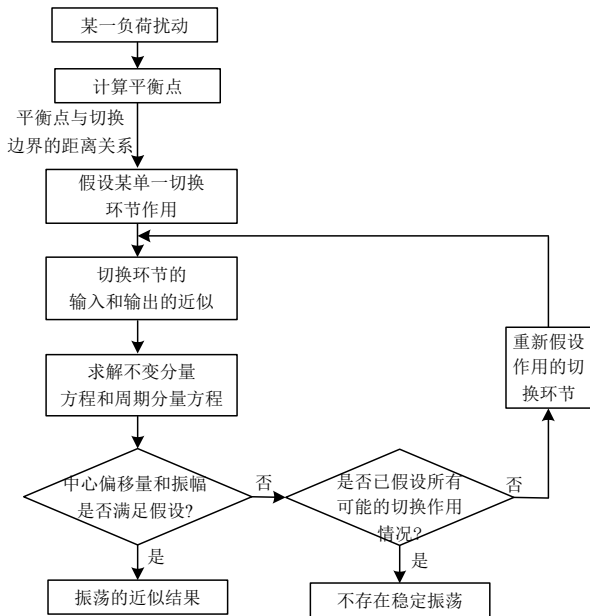 某一负荷扰动
计算平衡点
平衡点与切换
边界的距离关系
假设某单一切换
环节作用
切换环节的
输入和输出的近似
求解不变分量
方程和周期分量方程
重新假设
作用的切
换环节
中心偏移量和振幅
是否满足假设?
否
是否已假设所有
可能的切换作用
情况?
否
是
振荡的近似结果
是
不存在稳定振荡